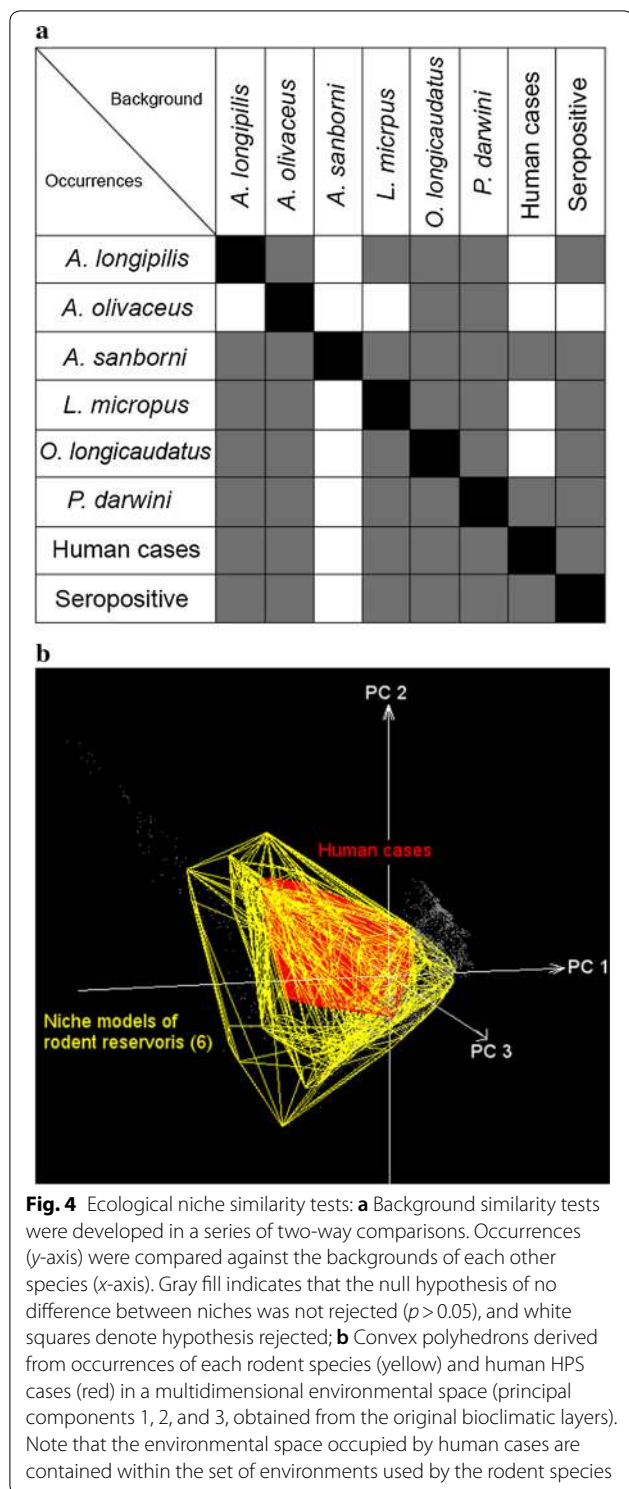 a
Background
Occurrences
A. longipilis
A. olivaceus
A. sanborni
L. micrpus
O. longicaudatus
P. darwini
Human cases
Seropositive
A. longipilis
A. olivaceus
A. sanborni
L. micropus
O. longicaudatus
P. darwini
Human cases
Seropositive
b
PC 2
Human cases
PC 1
Niche models of
rodent reservoris (6)
PC 3
Fig. 4 Ecological niche similarity tests: a Background similarity tests
were developed in a series of two-way comparisons. Occurrences
(y-axis) were compared against the backgrounds of each other
species (x-axis). Gray fill indicates that the null hypothesis of no
difference between niches was not rejected (p > 0.05), and white
squares denote hypothesis rejected; b Convex polyhedrons derived
from occurrences of each rodent species (yellow) and human HPS
cases (red) in a multidimensional environmental space (principal
components 1, 2, and 3, obtained from the original bioclimatic layers).
Note that the environmental space occupied by human cases are
contained within the set of environments used by the rodent species